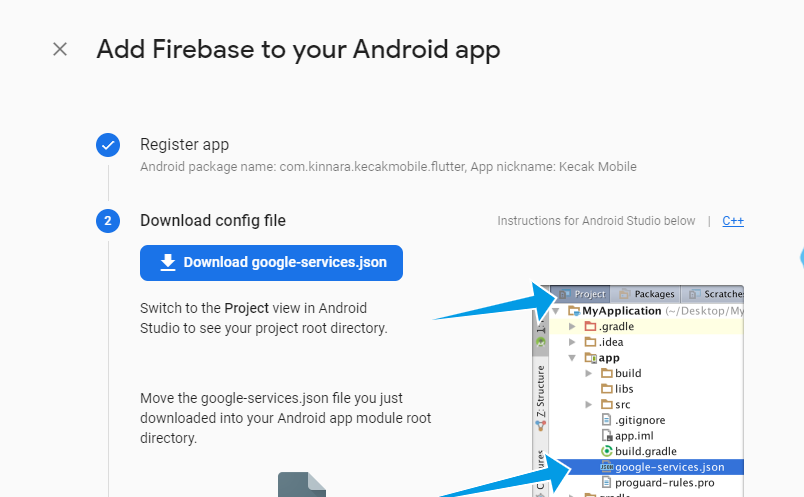 Add Firebase to your Android app
Register app
Android package name: com.kinnara.kecakmobile.flutter, App nickname: Kecak Mobile
2
Download config file
Instructions for Android Studio below | C++
Download google-services.json
Switch to the Project view in Android
Studio to see your project root directory.
Move the google-services.json file you just
downloaded into your Android app module root
directory.
Project
Packages
Scratches
MyApplication (~/Desktop/My
.gradle
.idea
app
build
libs
src
.gitignore
app.iml
build.gradle
google-services.json
proguard-rules.pro
gradle
Z: Structure